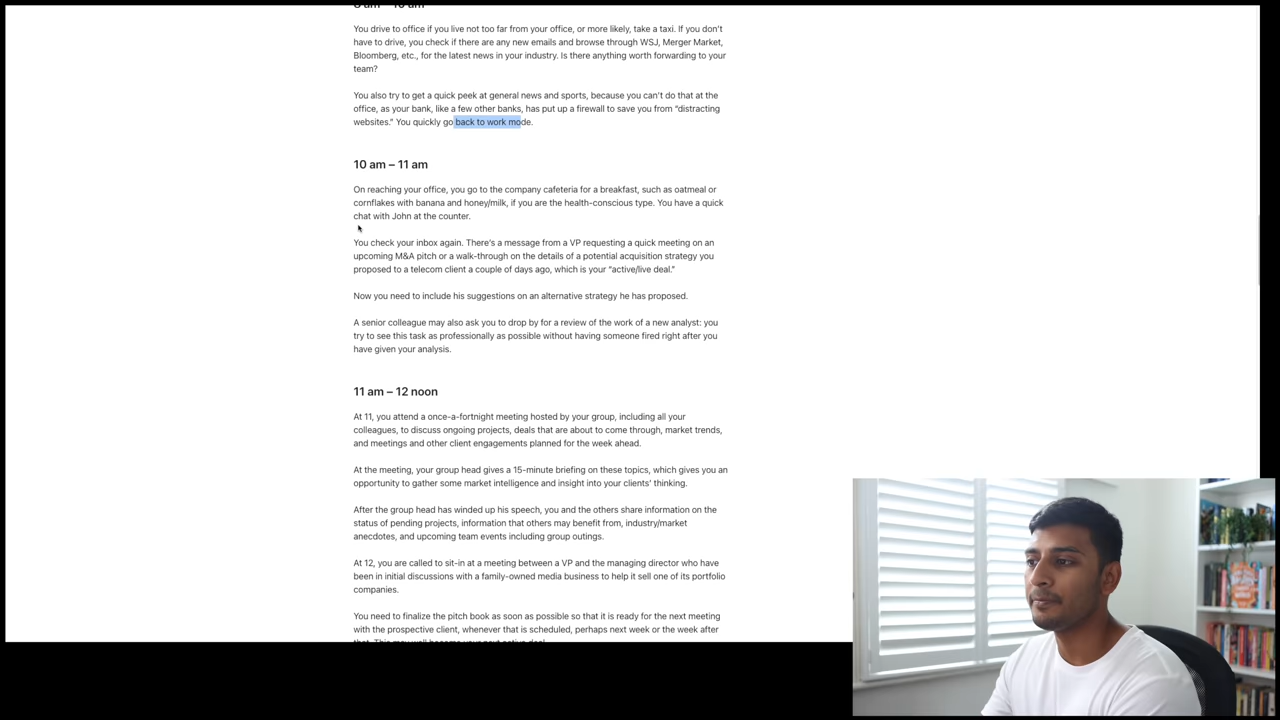 8 am – 10 am
You drive to office if you live not too far from your office, or more likely, take a taxi. If you don't
have to drive, you check if there are any new emails and browse through WSJ, Merger Market,
Bloomberg, etc., for the latest news in your industry. Is there anything worth forwarding to your
team?
You also try to get a quick peek at general news and sports, because you can't do that at the
office, as your bank, like a few other banks, has put up a firewall to save you from “distracting
websites.” You quickly go back to work mode.
10 am – 11 am
On reaching your office, you go to the company cafeteria for a breakfast, such as oatmeal or
cornflakes with banana and honey/milk, if you are the health-conscious type. You have a quick
chat with John at the counter.
You check your inbox again. There's a message from a VP requesting a quick meeting on an
upcoming M&A pitch or a walk-through on the details of a potential acquisition strategy you
proposed to a telecom client a couple of days ago, which is your “active/live deal.”
Now you need to include his suggestions on an alternative strategy he has proposed.
A senior colleague may also ask you to drop by for a review of the work of a new analyst: you
try to see this task as professionally as possible without having someone fired right after you
have given your analysis.
11 am – 12 noon
At 11, you attend a once-a-fortnight meeting hosted by your group, including all your
colleagues, to discuss ongoing projects, deals that are about to come through, market trends,
and meetings and other client engagements planned for the week ahead.
At the meeting, your group head gives a 15-minute briefing on these topics, which gives you an
opportunity to gather some market intelligence and insight into your clients' thinking.
After the group head has winded up his speech, you and the others share information on the
status of pending projects, information that others may benefit from, industry/market
anecdotes, and upcoming team events including group outings.
At 12, you are called to sit-in at a meeting between a VP and the managing director who have
been in initial discussions with a family-owned media business to help it sell one of its portfolio
companies.
You need to finalize the pitch book as soon as possible so that it is ready for the next meeting
with the prospective client, whenever that is scheduled, perhaps next week or the week after
that. This may well become your next active deal.